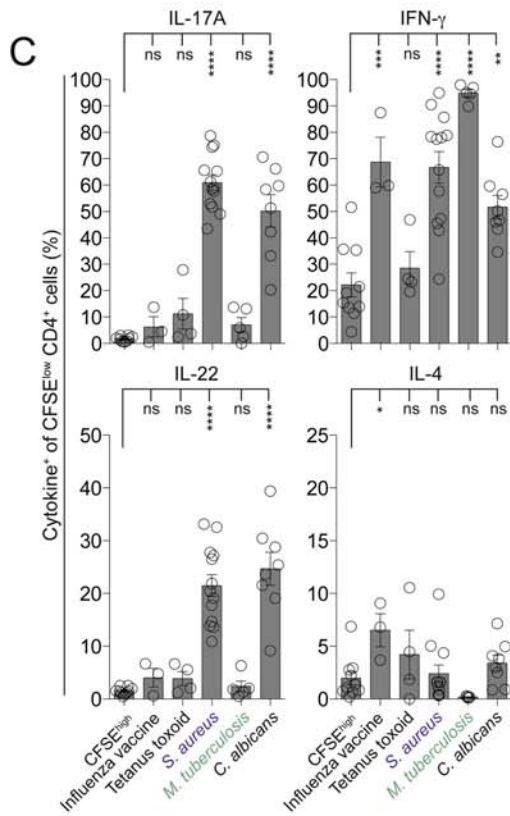 C
IL-17A
ns ns **** ns ****
100
90
80
70
60
50
40
30
20
10
0
IFN-γ
*** ns **** **** **
100
90
80
70
60
50
40
30
20
10
0
Cytokine⁺ of CFSEˡᵒʷ CD4⁺ cells (%)
IL-22
ns ns **** ns ****
50
40
30
20
10
0
CFSEʰⁱᵍʰ
Influenza vaccine
Tetanus toxoid
S. aureus
M. tuberculosis
C. albicans
IL-4
* ns ns ns ns
25
20
15
10
5
0
CFSEʰⁱᵍʰ
Influenza vaccine
Tetanus toxoid
S. aureus
M. tuberculosis
C. albicans